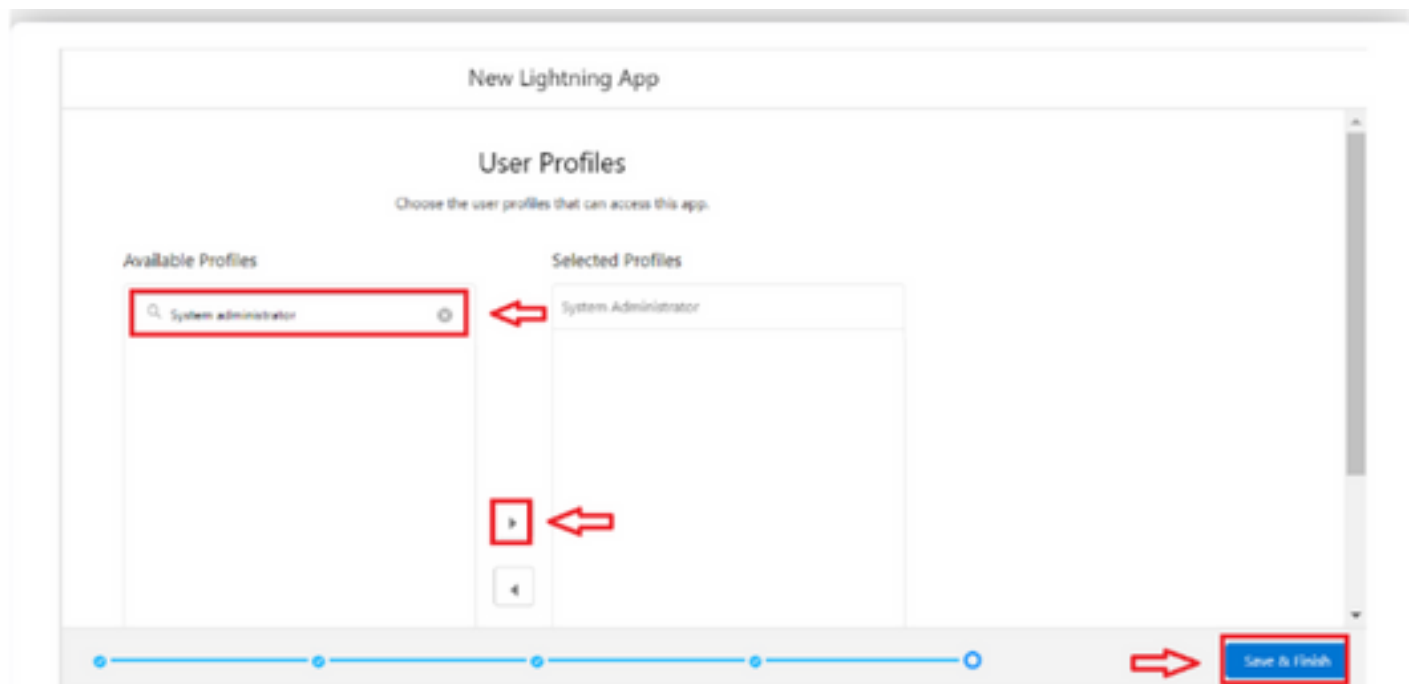 New Lightning App
User Profiles
Choose the user profiles that can access this app.
Available Profiles
Selected Profiles
System administrator
System Administrator
Save & Finish